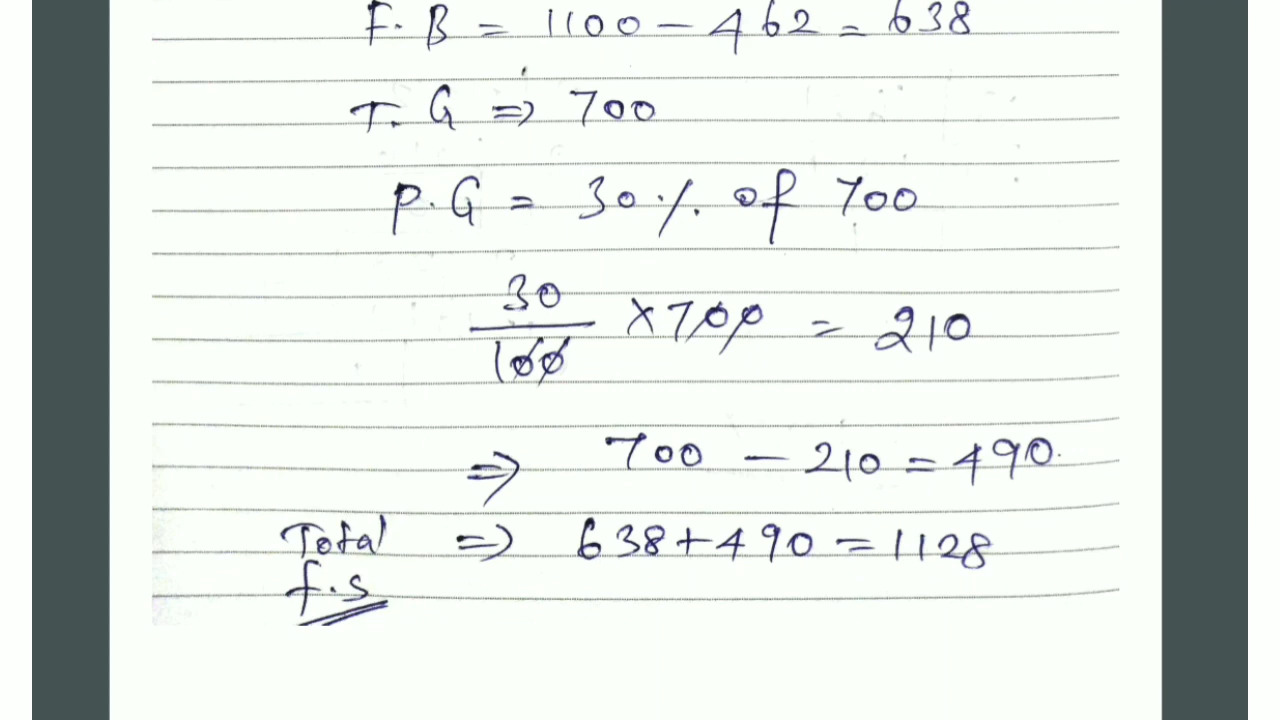 F. B = 1100 - 462 = 638
T. G => 700
P. G = 30 % of 700
30
100 × 700 = 210
=> 700 - 210 = 490.
Total => 638 + 490 = 1128
f.s